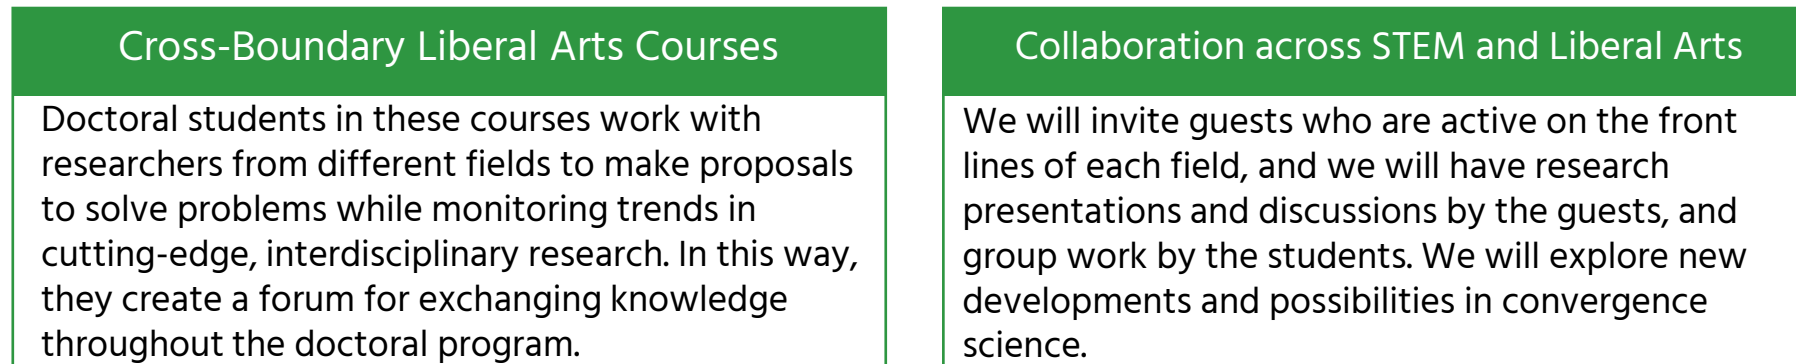 Cross-Boundary Liberal Arts Courses
Doctoral students in these courses work with
researchers from different fields to make proposals
to solve problems while monitoring trends in
cutting-edge, interdisciplinary research. In this way,
they create a forum for exchanging knowledge
throughout the doctoral program.
Collaboration across STEM and Liberal Arts
We will invite guests who are active on the front
lines of each field, and we will have research
presentations and discussions by the guests, and
group work by the students. We will explore new
developments and possibilities in convergence
science.